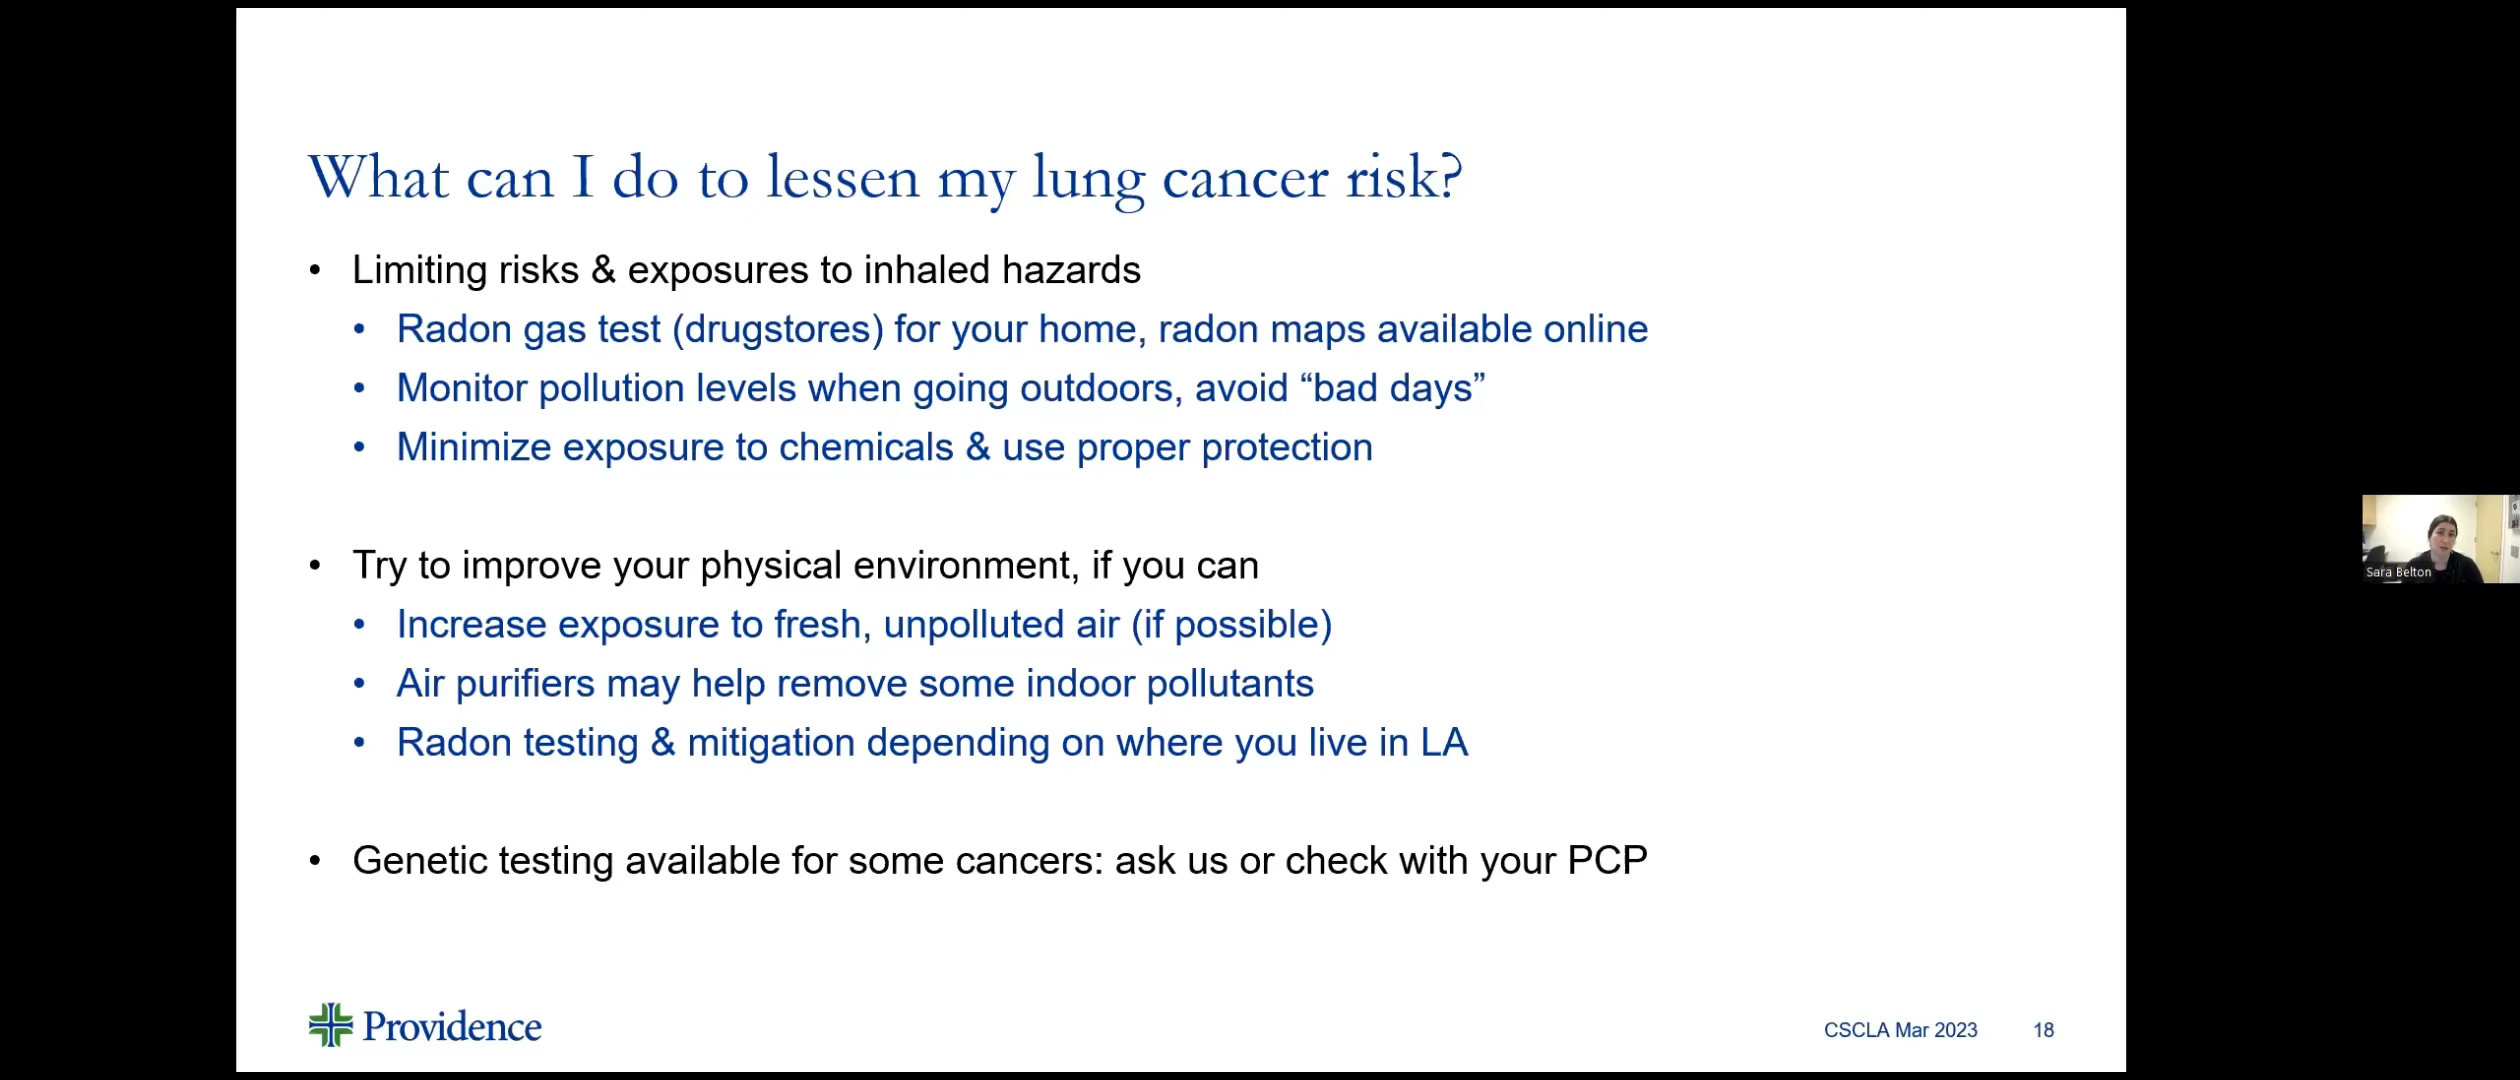 What can I do to lessen my lung cancer risk?
• Limiting risks & exposures to inhaled hazards
• Radon gas test (drugstores) for your home, radon maps available online
• Monitor pollution levels when going outdoors, avoid “bad days”
• Minimize exposure to chemicals & use proper protection
• Try to improve your physical environment, if you can
• Increase exposure to fresh, unpolluted air (if possible)
• Air purifiers may help remove some indoor pollutants
• Radon testing & mitigation depending on where you live in LA
• Genetic testing available for some cancers: ask us or check with your PCP
Providence
CSCLA Mar 2023 18
Sara Belton